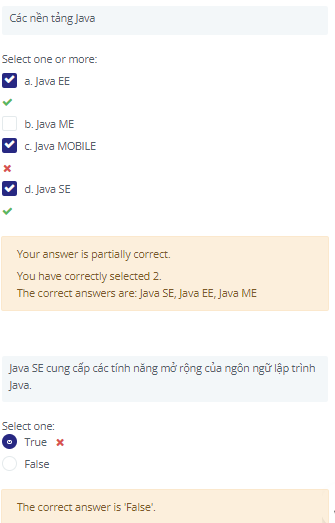 Các nền tảng Java
Select one or more:
a. Java EE
b. Java ME
c. Java MOBILE
d. Java SE
Your answer is partially correct.
You have correctly selected 2.
The correct answers are: Java SE, Java EE, Java ME
Java SE cung cấp các tính năng mở rộng của ngôn ngữ lập trình
Java.
Select one:
True
False
The correct answer is 'False'.